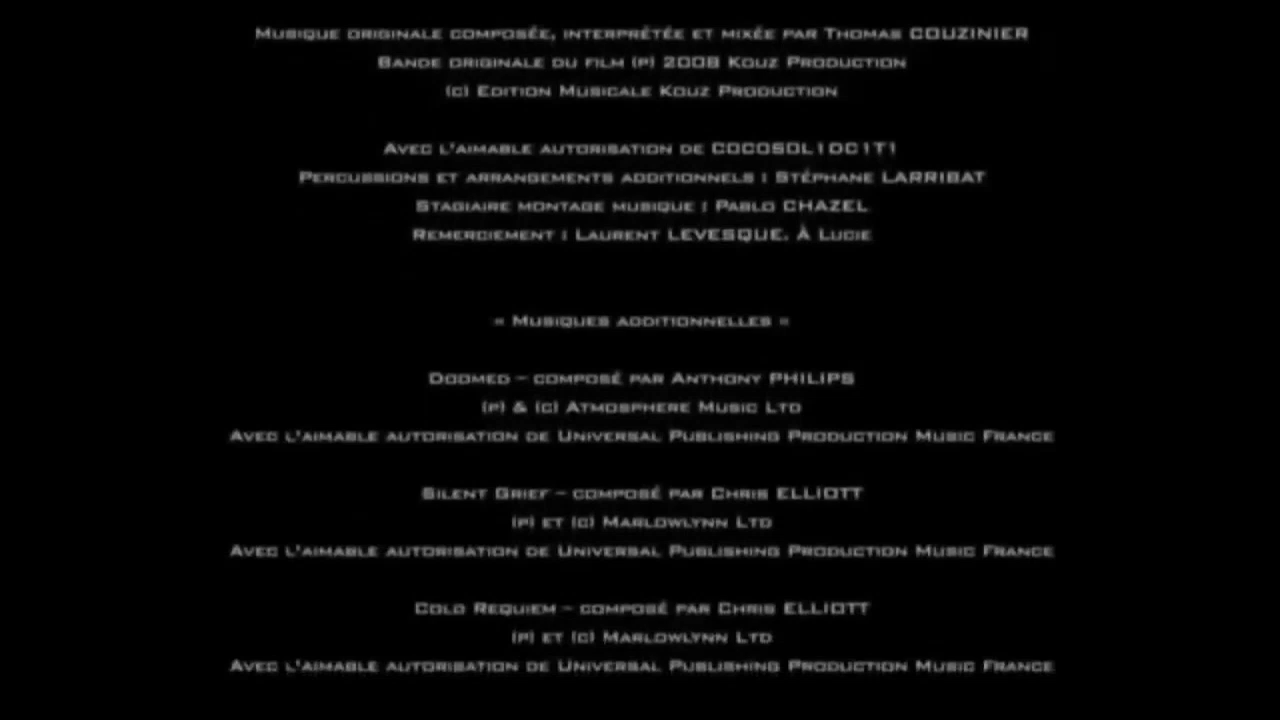 Musique originale composée, interprétée et mixée par Thomas COUZINIER
Bande originale du film (p) 2008 Kouz Production
(c) Edition Musicale Kouz Production
Avec l'aimable autorisation de COCOSOL1DC1T1
Percussions et arrangements additionnels : Stéphane LARRIBAT
Stagiaire montage musique : Pablo CHAZEL
Remerciement : Laurent LEVESQUE. À Lucie
« Musiques additionnelles »
Doomed – composé par Anthony PHILIPS
(p) & (c) Atmosphere Music Ltd
Avec l'aimable autorisation de Universal Publishing Production Music France
Silent Grief – composé par Chris ELLIOTT
(p) et (c) Marlowlynn Ltd
Avec l'aimable autorisation de Universal Publishing Production Music France
Cold Requiem – composé par Chris ELLIOTT
(p) et (c) Marlowlynn Ltd
Avec l'aimable autorisation de Universal Publishing Production Music France